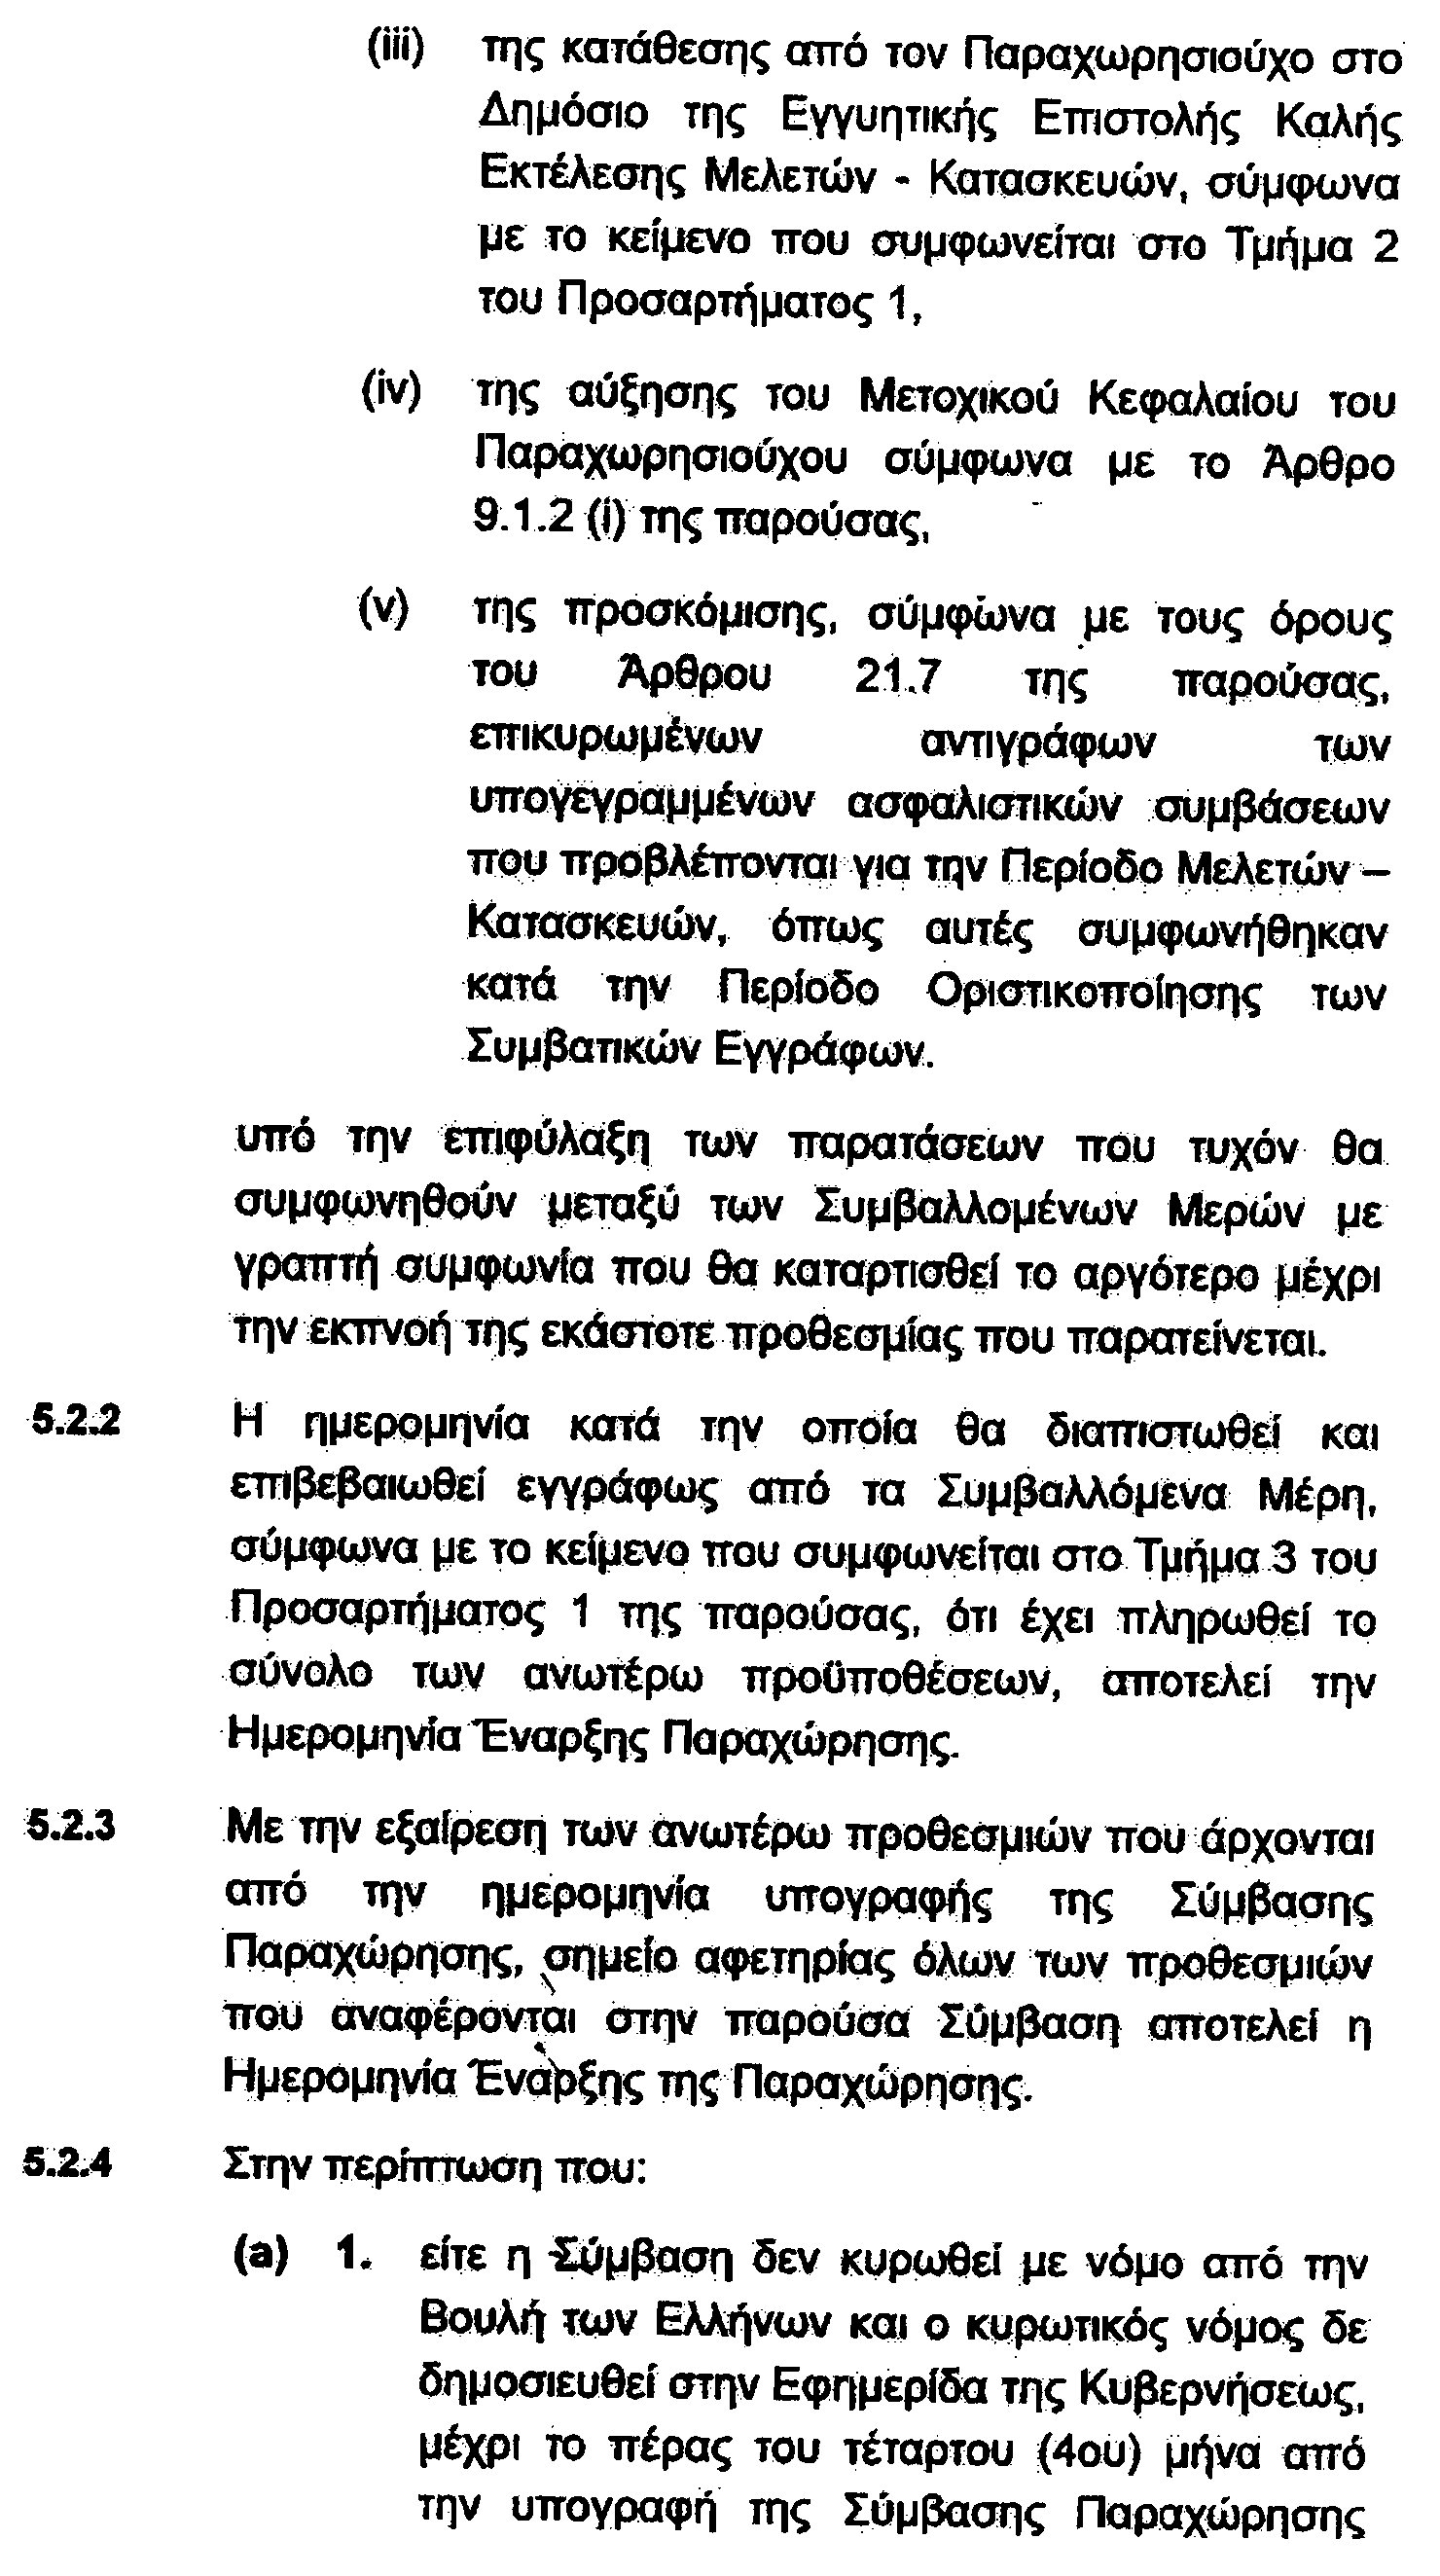 (iii) της κατάθεσης από τον Παραχωρησιούχο στο
Δημόσιο της Εγγυητικής Επιστολής Καλής
Εκτέλεσης Μελετών - Κατασκευών, σύμφωνα
με το κείμενο που συμφωνείται στο Τμήμα 2
του Προσαρτήματος 1,
(iv) της αύξησης του Μετοχικού Κεφαλαίου του
Παραχωρησιούχου σύμφωνα με το Άρθρο
9.1.2 (i) της παρούσας,
(v) της προσκόμισης, σύμφωνα με τους όρους
του Άρθρου 21.7 της παρούσας,
επικυρωμένων αντιγράφων των
υπογεγραμμένων ασφαλιστικών συμβάσεων
που προβλέπονται για την Περίοδο Μελετών –
Κατασκευών, όπως αυτές συμφωνήθηκαν
κατά την Περίοδο Οριστικοποίησης των
Συμβατικών Εγγράφων.
υπό την επιφύλαξη των παρατάσεων που τυχόν θα
συμφωνηθούν μεταξύ των Συμβαλλομένων Μερών με
γραπτή συμφωνία που θα καταρτισθεί το αργότερο μέχρι
την εκπνοή της εκάστοτε προθεσμίας που παρατείνεται.
5.2.2 Η ημερομηνία κατά την οποία θα διαπιστωθεί και
επιβεβαιωθεί εγγράφως από τα Συμβαλλόμενα Μέρη,
σύμφωνα με το κείμενο που συμφωνείται στο Τμήμα 3 του
Προσαρτήματος 1 της παρούσας, ότι έχει πληρωθεί το
σύνολο των ανωτέρω προϋποθέσεων, αποτελεί την
Ημερομηνία Έναρξης Παραχώρησης.
5.2.3 Με την εξαίρεση των ανωτέρω προθεσμιών που άρχονται
από την ημερομηνία υπογραφής της Σύμβασης
Παραχώρησης, σημείο αφετηρίας όλων των προθεσμιών
που αναφέρονται στην παρούσα Σύμβαση αποτελεί η
Ημερομηνία Έναρξης της Παραχώρησης.
5.2.4 Στην περίπτωση που:
(a) 1. είτε η Σύμβαση δεν κυρωθεί με νόμο από την
Βουλή των Ελλήνων και ο κυρωτικός νόμος δε
δημοσιευθεί στην Εφημερίδα της Κυβερνήσεως,
μέχρι το πέρας του τέταρτου (4ου) μήνα από
την υπογραφή της Σύμβασης Παραχώρησης